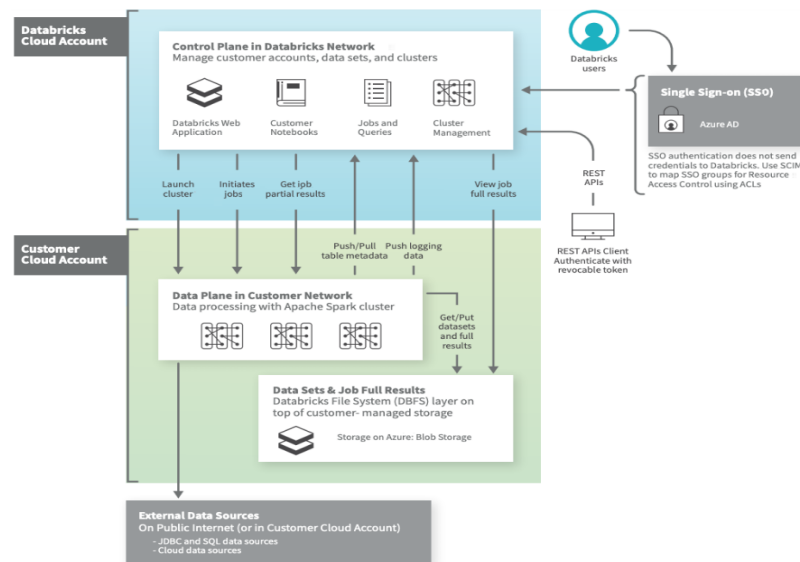 Databricks
Cloud Account
Control Plane in Databricks Network
Manage customer accounts, data sets, and clusters
Databricks Web
Application
Customer
Notebooks
Jobs and
Queries
Cluster
Management
Databricks
users
Single Sign-on (SSO)
Azure AD
SSO authentication does not send
credentials to Databricks. Use SCIM
to map SSO groups for Resource
Access Control using ACLs
Launch
cluster
Initiates
jobs
Get ipb
partial results
View job
full results
REST
APIs
REST APIs Client
Authenticate with
revocable token
Customer
Cloud Account
Push/Pull
table metadata
Push logging
data
Data Plane in Customer Network
Data processing with Apache Spark cluster
Get/Put
datasets
and full
results
Data Sets & Job Full Results
Databricks File System (DBFS) layer on
top of customer- managed storage
Storage on Azure: Blob Storage
External Data Sources
On Public Internet (or in Customer Cloud Account)
- JDBC and SQL data sources
- Cloud data sources